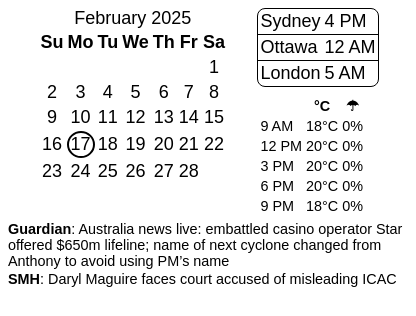 February 2025
Su Mo Tu We Th Fr Sa
1
2 3 4 5 6 7 8
9 10 11 12 13 14 15
16 17 18 19 20 21 22
23 24 25 26 27 28
Sydney 4 PM
Ottawa 12 AM
London 5 AM
°C ☂
9 AM 18°C 0%
12 PM 20°C 0%
3 PM 20°C 0%
6 PM 20°C 0%
9 PM 18°C 0%
Guardian: Australia news live: embattled casino operator Star
offered $650m lifeline; name of next cyclone changed from
Anthony to avoid using PM’s name
SMH: Daryl Maguire faces court accused of misleading ICAC